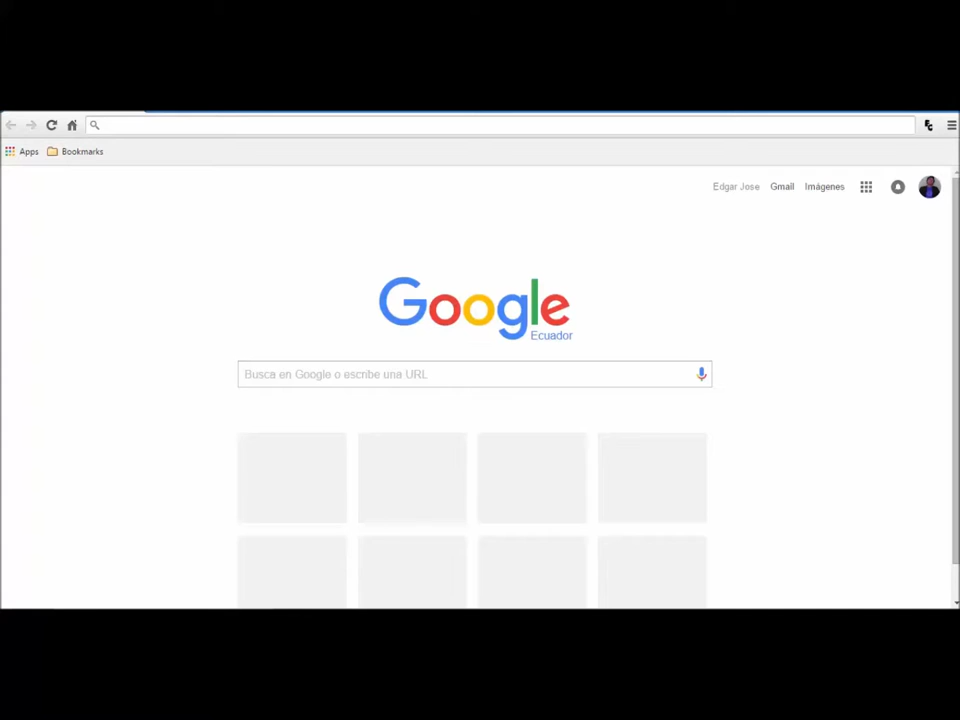 Apps Bookmarks
Edgar Jose Gmail Imágenes
Google
Ecuador
Busca en Google o escribe una URL